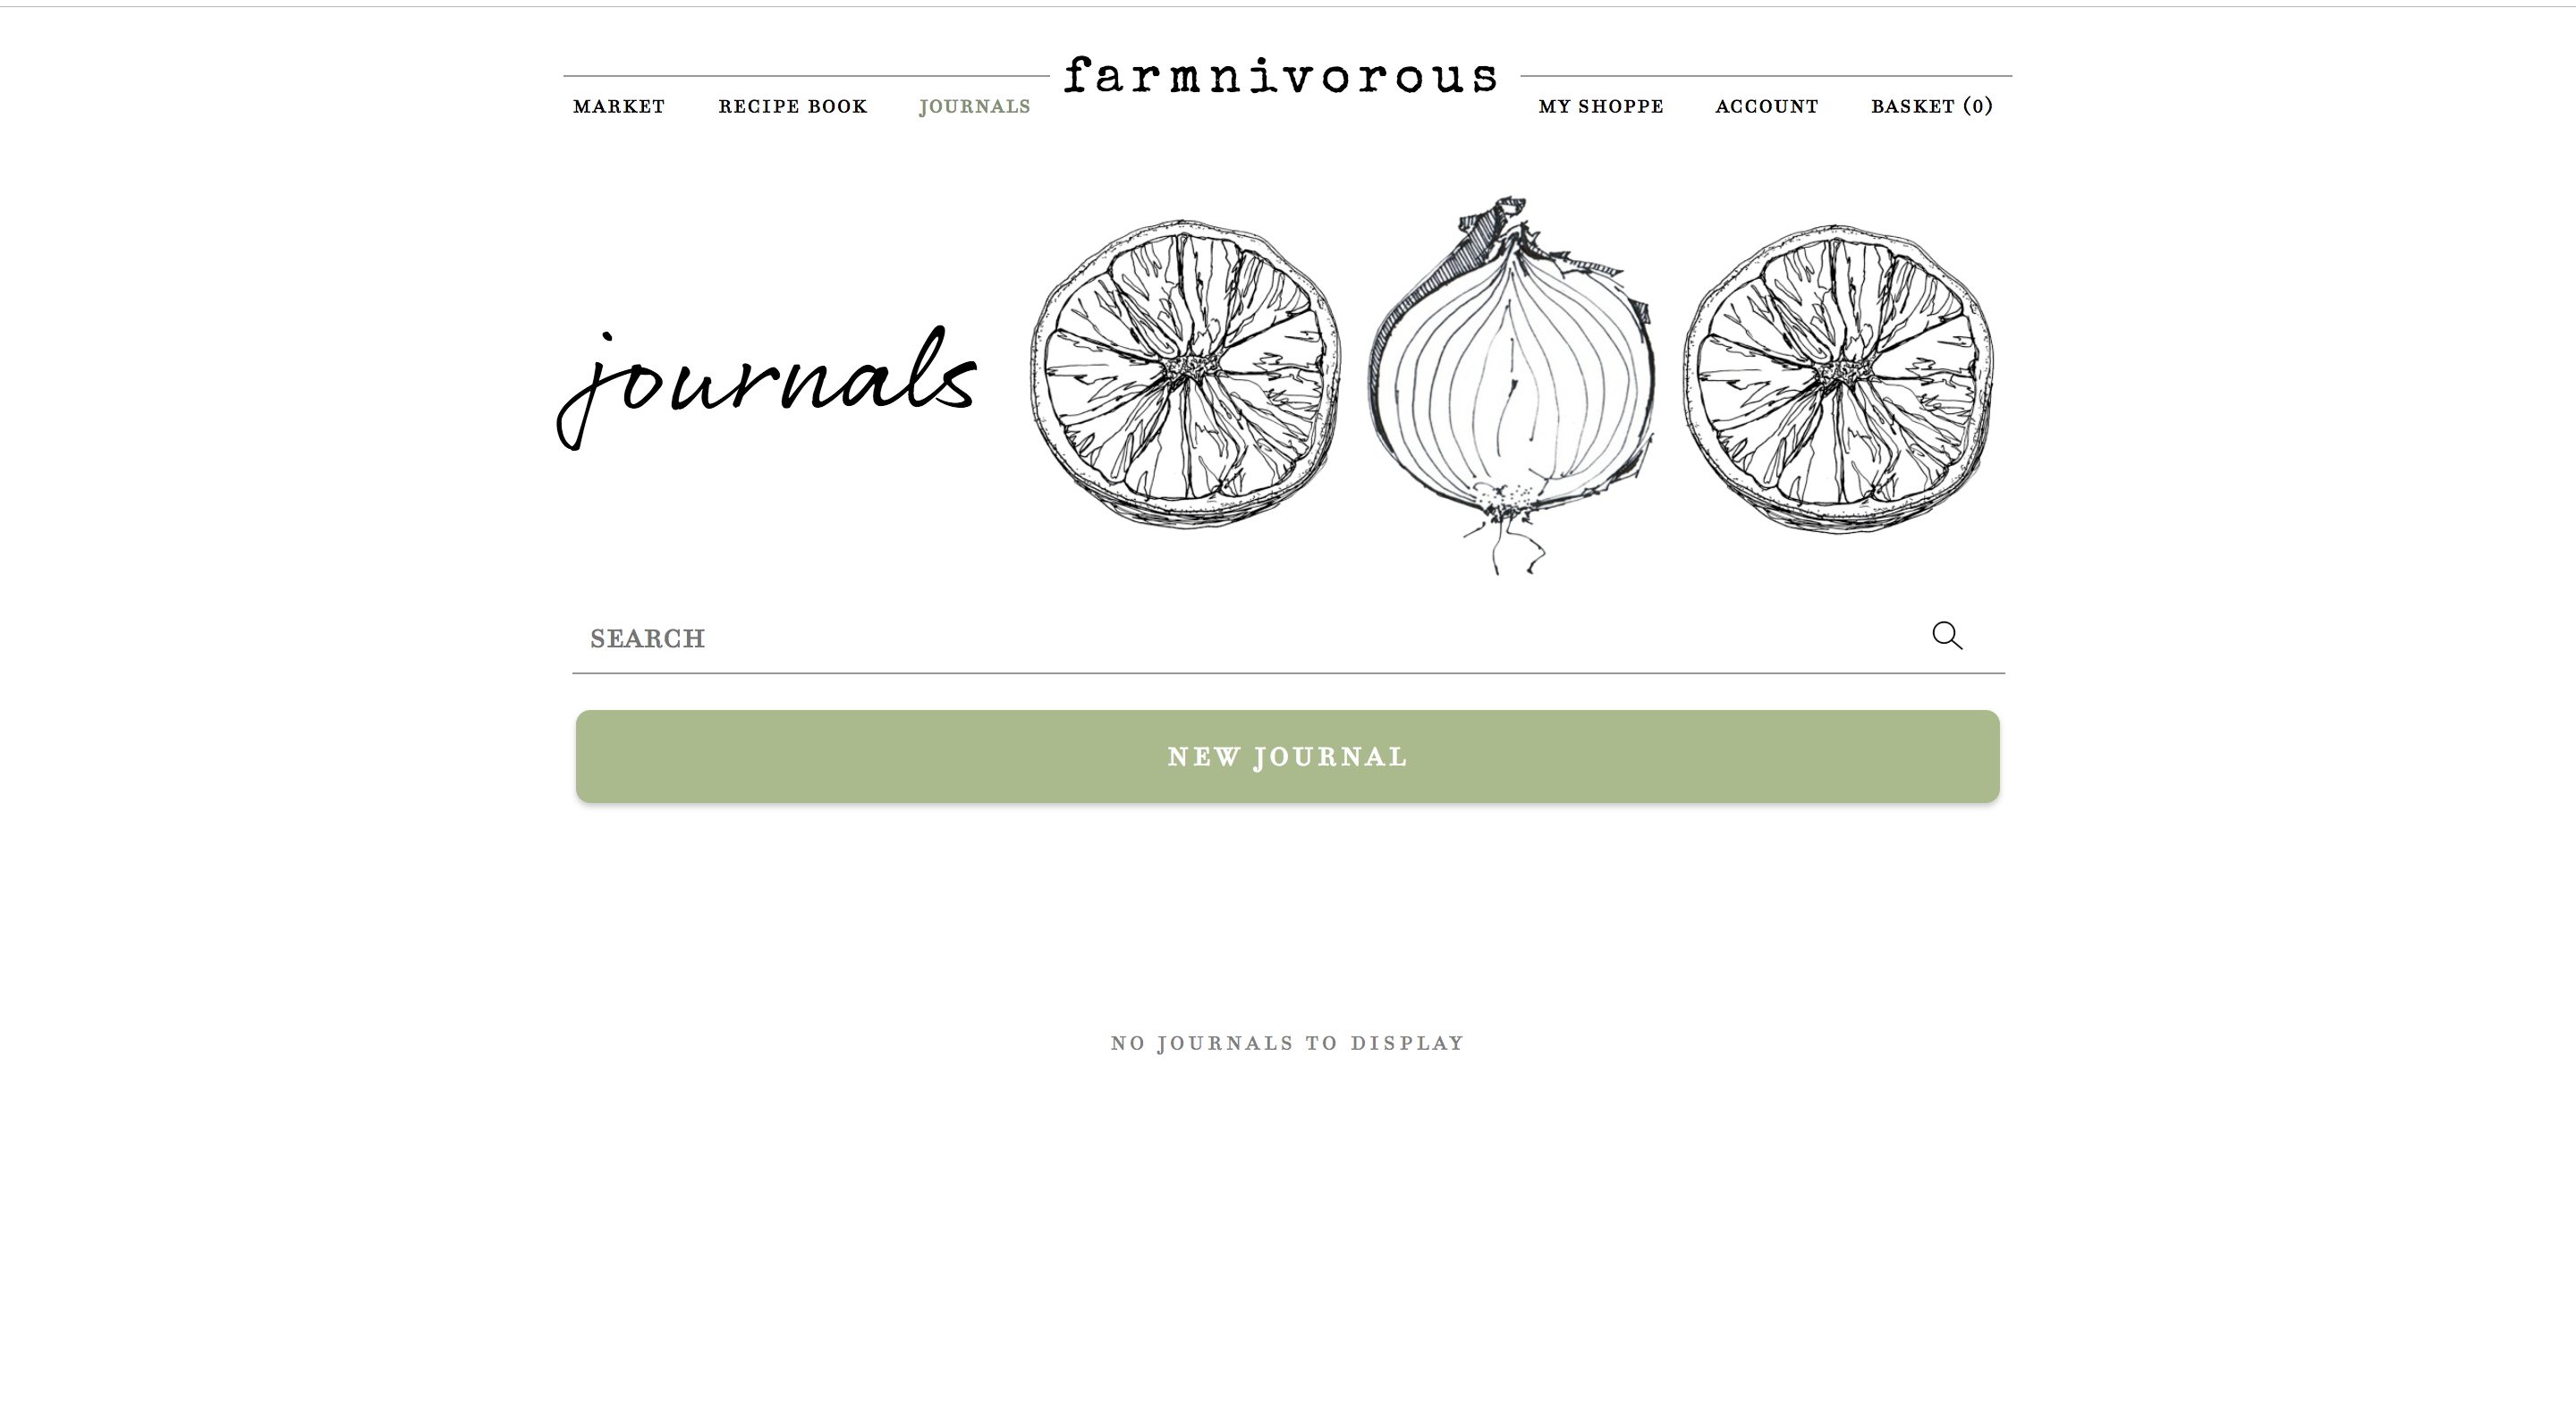 farmnivorous
MARKET RECIPE BOOK JOURNALS MY SHOPPE ACCOUNT BASKET (0)
journals
SEARCH
NEW JOURNAL
NO JOURNALS TO DISPLAY